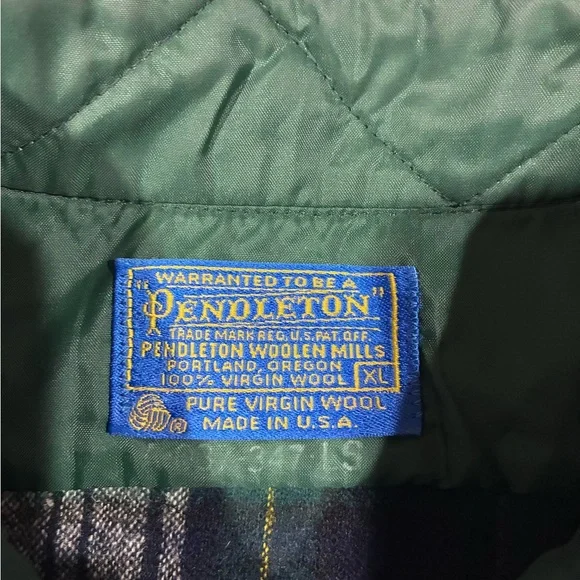 WARRANTED TO BE A
"PENDLETON"
TRADE MARK REG. U.S. PAT. OFF.
PENDLETON WOOLEN MILLS
PORTLAND, OREGON
100% VIRGIN WOOL XL
PURE VIRGIN WOOL
MADE IN U.S.A.